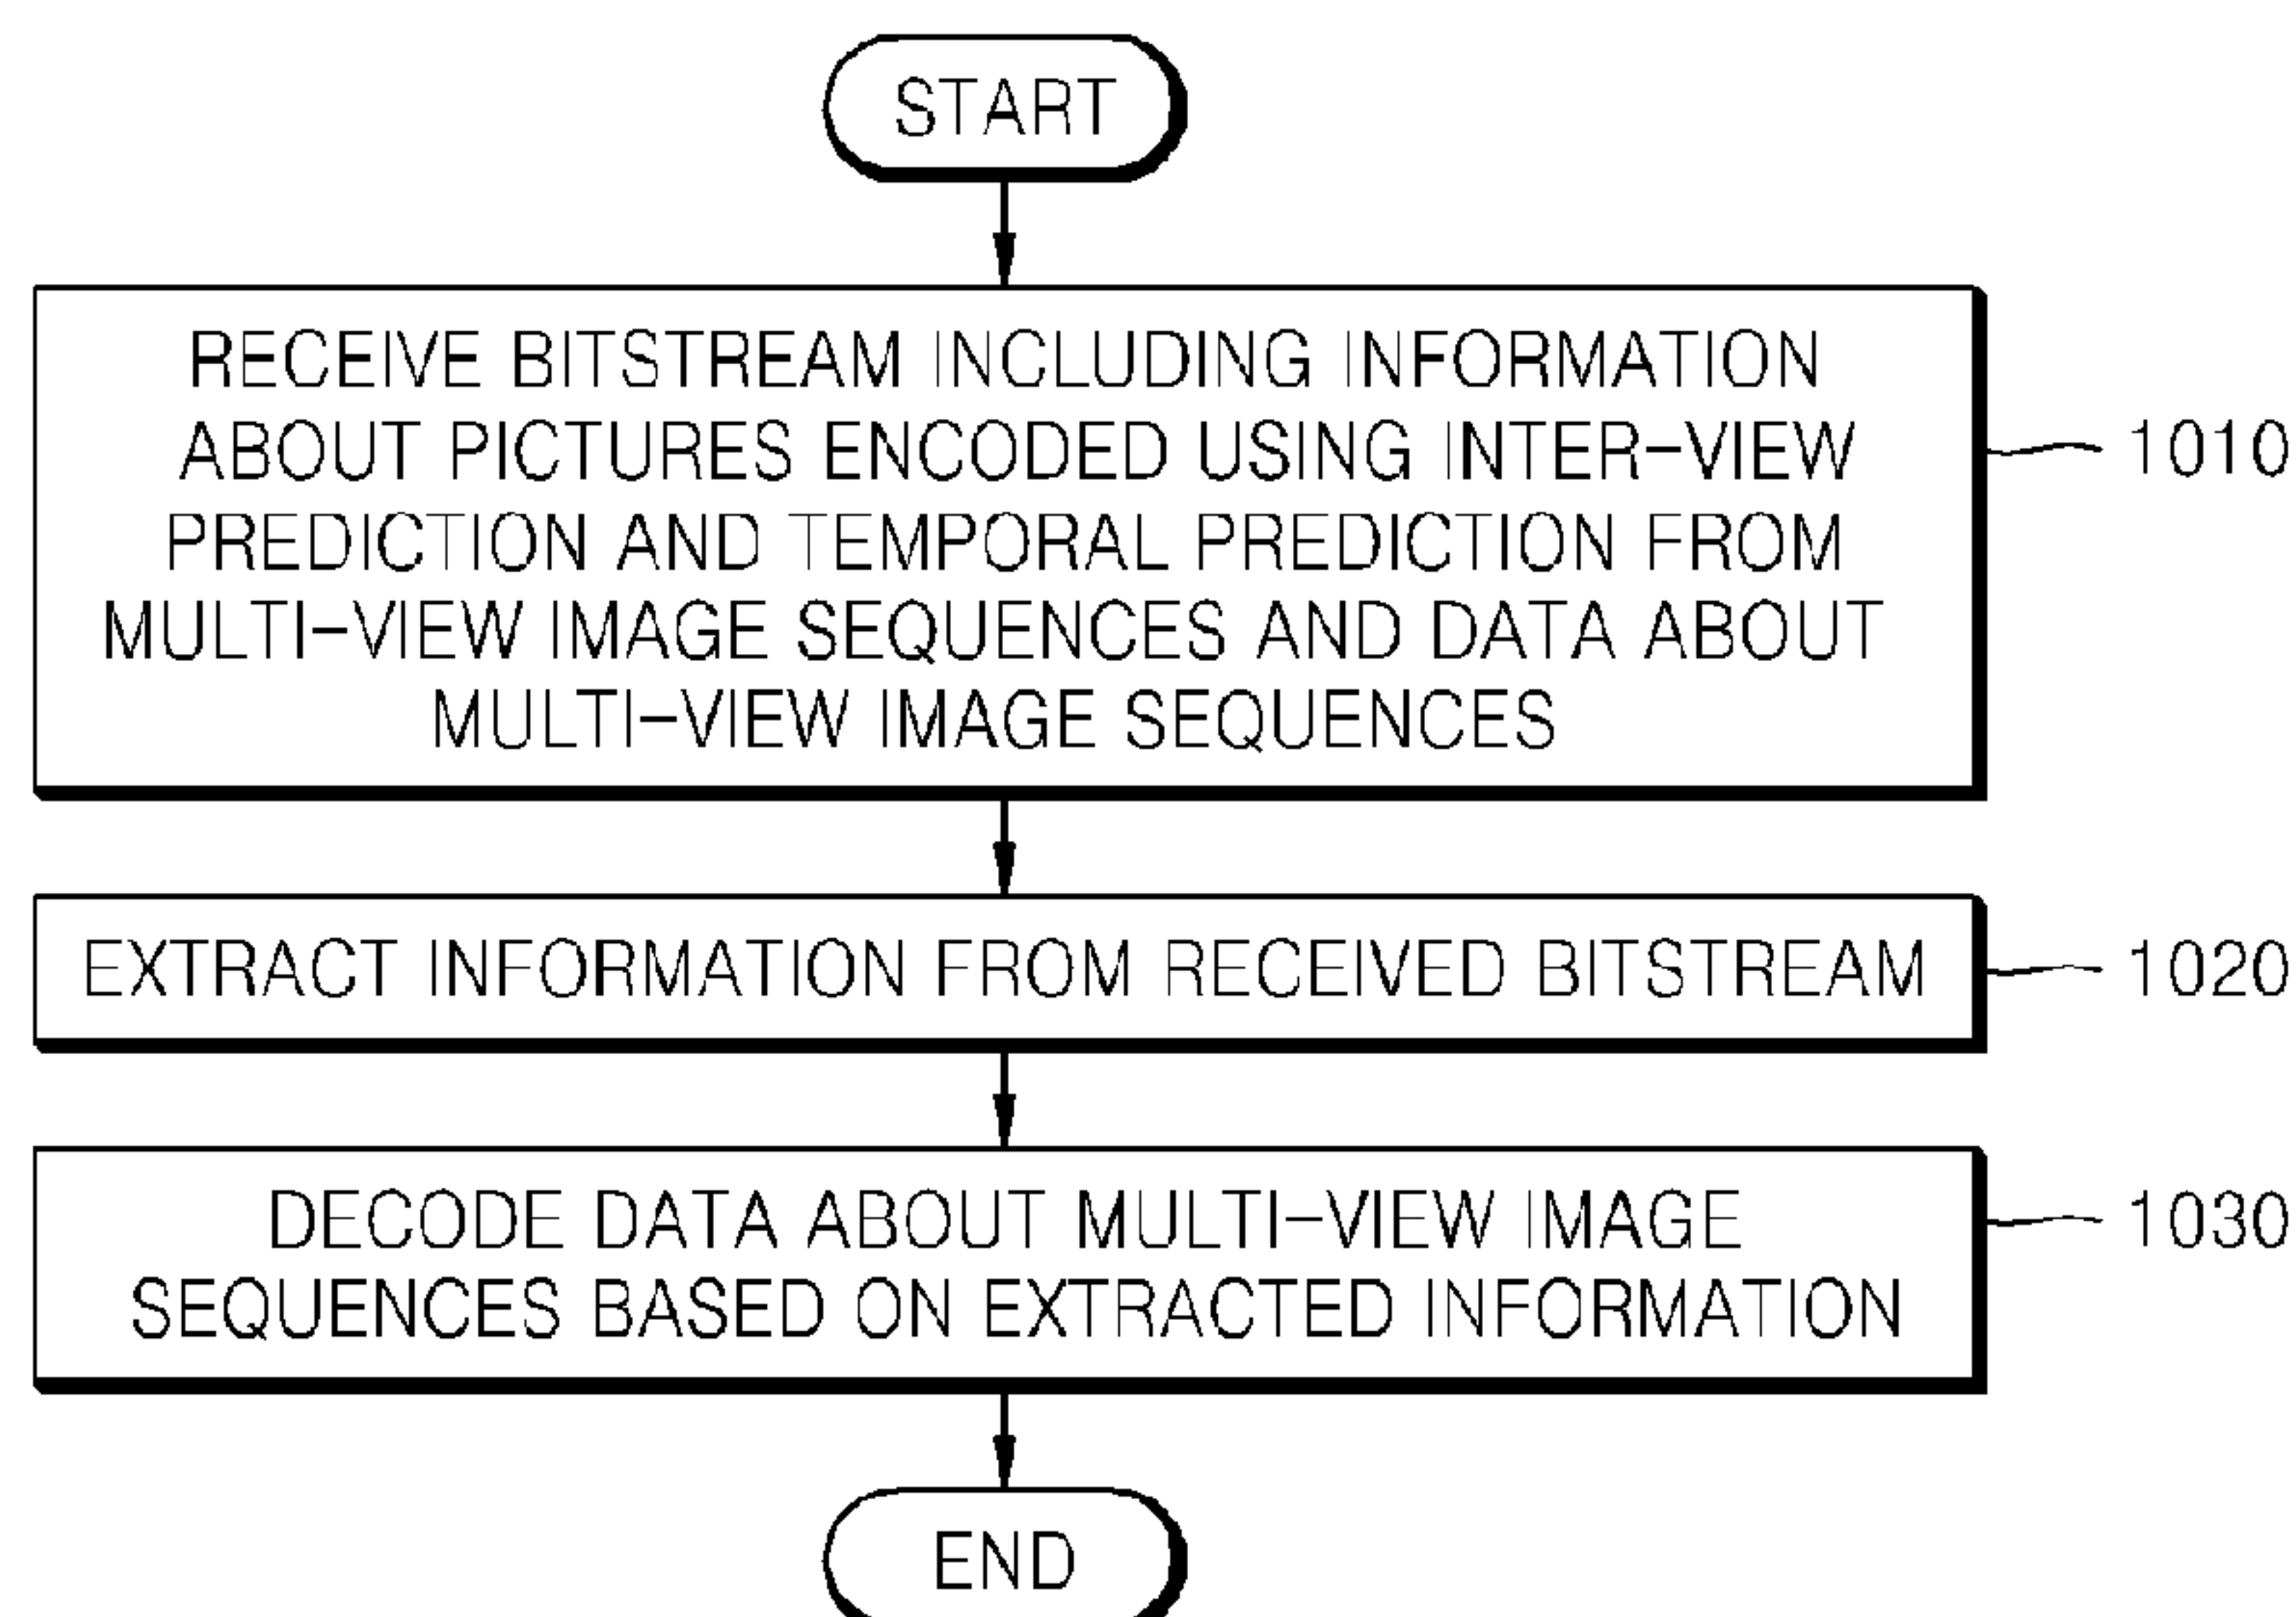 START
RECEIVE BITSTREAM INCLUDING INFORMATION
ABOUT PICTURES ENCODED USING INTER-VIEW
PREDICTION AND TEMPORAL PREDICTION FROM
MULTI-VIEW IMAGE SEQUENCES AND DATA ABOUT
MULTI-VIEW IMAGE SEQUENCES
1010
EXTRACT INFORMATION FROM RECEIVED BITSTREAM
1020
DECODE DATA ABOUT MULTI-VIEW IMAGE
SEQUENCES BASED ON EXTRACTED INFORMATION
1030
END